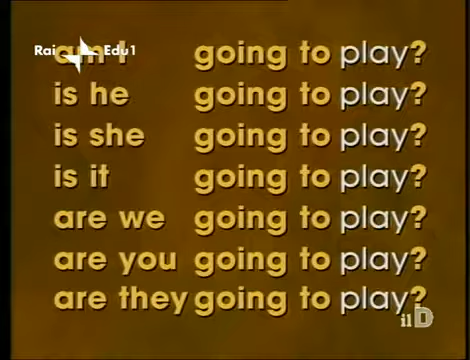 Rai Edu1
am I going to play?
is he going to play?
is she going to play?
is it going to play?
are we going to play?
are you going to play?
are they going to play?
il D